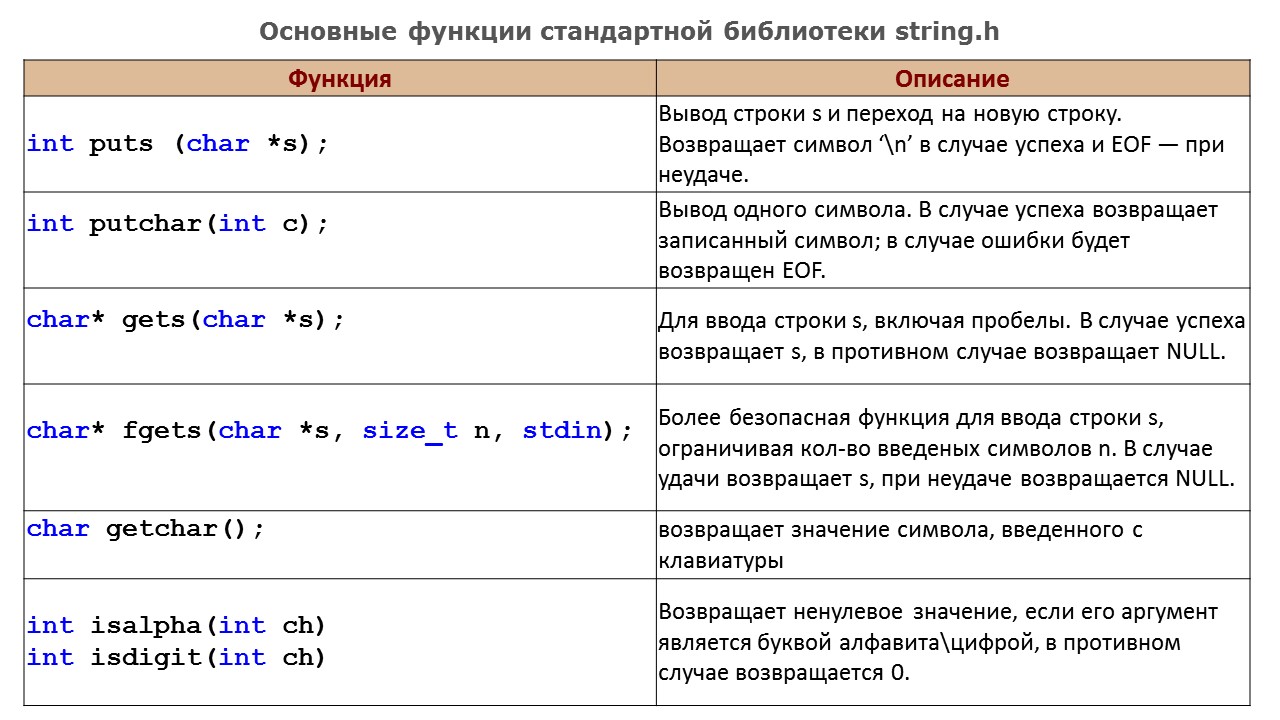 Основные функции стандартной библиотеки string.h
Функция
Описание
int puts (char *s);
Вывод строки s и переход на новую строку.
Возвращает символ ‘\n’ в случае успеха и EOF — при
неудаче.
int putchar(int c);
Вывод одного символа. В случае успеха возвращает
записанный символ; в случае ошибки будет
возвращен EOF.
char* gets(char *s);
Для ввода строки s, включая пробелы. В случае успеха
возвращает s, в противном случае возвращает NULL.
char* fgets(char *s, size_t n, stdin);
Более безопасная функция для ввода строки s,
ограничивая кол-во введеных символов n. В случае
удачи возвращает s, при неудаче возвращается NULL.
char getchar();
возвращает значение символа, введенного с
клавиатуры
int isalpha(int ch)
int isdigit(int ch)
Возвращает ненулевое значение, если его аргумент
является буквой алфавита\цифрой, в противном
случае возвращается 0.